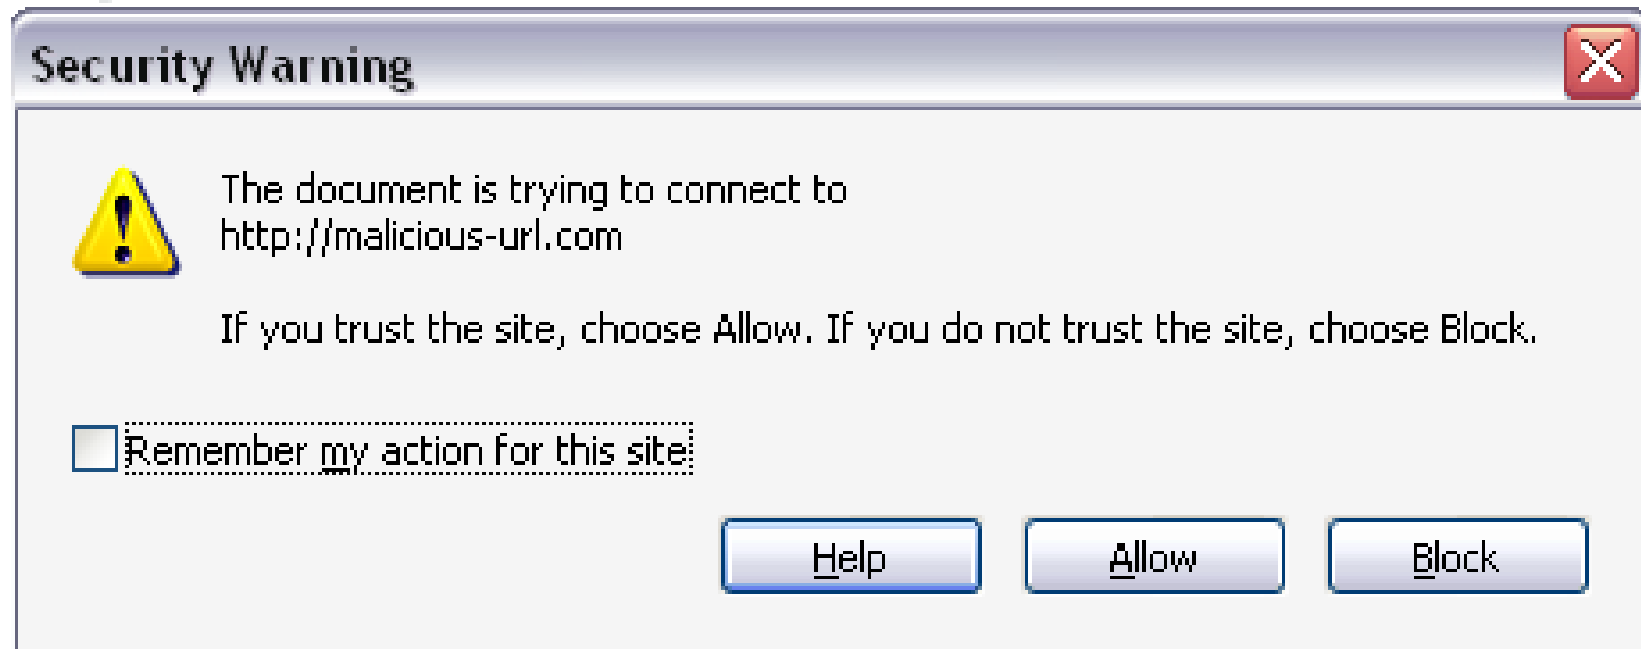 Security Warning
The document is trying to connect to
http://malicious-url.com
If you trust the site, choose Allow. If you do not trust the site, choose Block.
Remember my action for this site
Help
Allow
Block